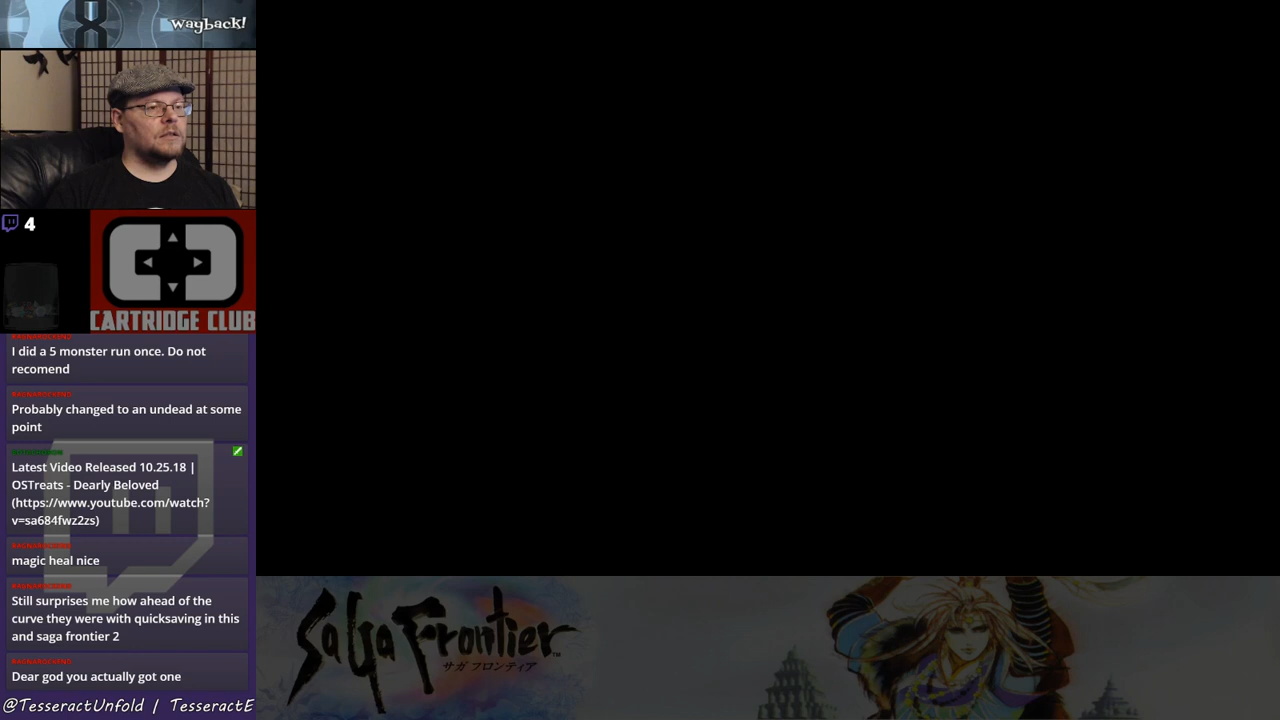 wayback!
4
CARTRIDGE CLUB
I did a 5 monster run once. Do not
recomend
Probably changed to an undead at some
point
Latest Video Released 10.25.18 |
OSTreats - Dearly Beloved
(https://www.youtube.com/watch?
v=sa684fwz2zs)
magic heal nice
Still surprises me how ahead of the
curve they were with quicksaving in this
and saga frontier 2
Dear god you actually got one
@TesseractUnfold / TesseractE
SaGa Frontier™
サガ フロンティア